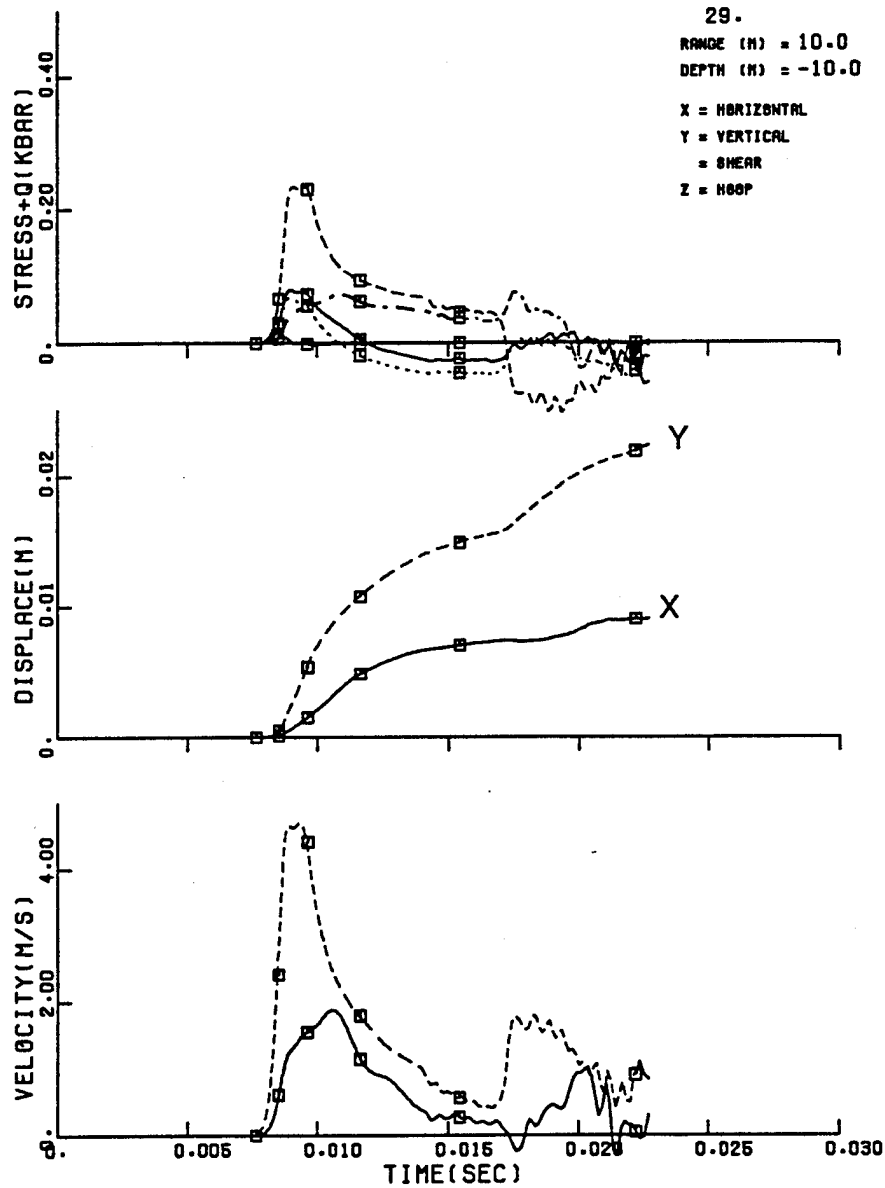 29.
RANGE (M) = 10.0
DEPTH (M) = -10.0
X = HORIZONTAL
Y = VERTICAL
= SHEAR
Z = HOOP
STRESS+Q(KBAR)
0.40
0.20
0.
DISPLACE(M)
0.02
0.01
0.
Y
X
VELOCITY(M/S)
4.00
2.00
0.
0.
0.005
0.010
0.015
0.020
0.025
0.030
TIME(SEC)